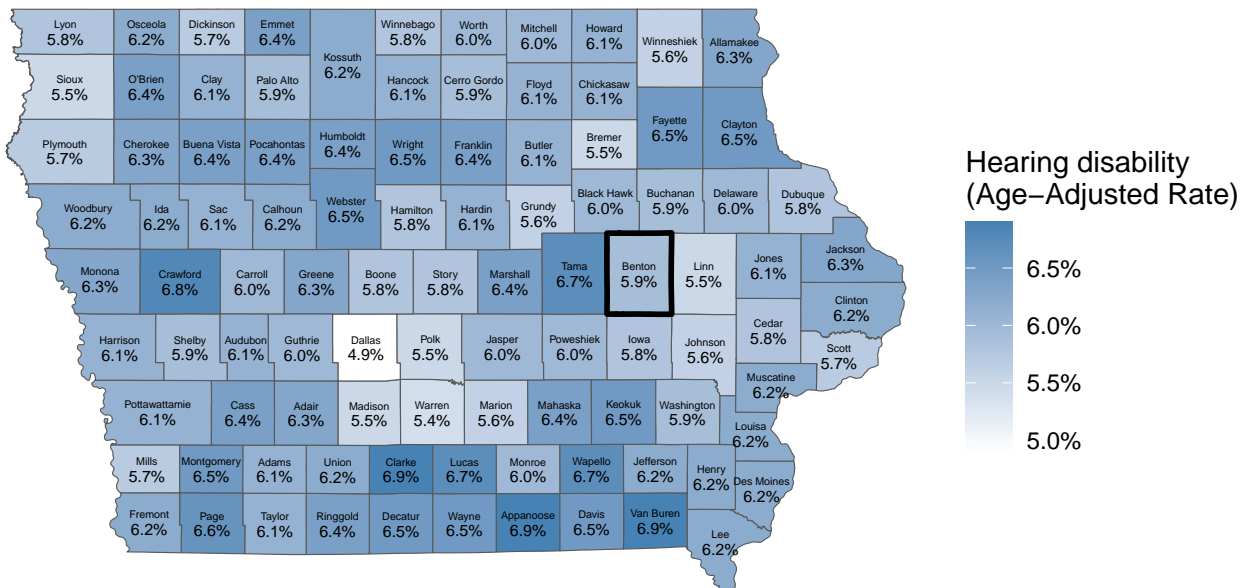 Lyon
5.8%
Osceola
6.2%
Dickinson
5.7%
Emmet
6.4%
Kossuth
6.2%
Winnebago
5.8%
Worth
6.0%
Mitchell
6.0%
Howard
6.1%
Winneshiek
5.6%
Allamakee
6.3%
Sioux
5.5%
O'Brien
6.4%
Clay
6.1%
Palo Alto
5.9%
Hancock
6.1%
Cerro Gordo
5.9%
Floyd
6.1%
Chickasaw
6.1%
Plymouth
5.7%
Cherokee
6.3%
Buena Vista
6.4%
Pocahontas
6.4%
Humboldt
6.4%
Wright
6.5%
Franklin
6.4%
Butler
6.1%
Bremer
5.5%
Fayette
6.5%
Clayton
6.5%
Woodbury
6.2%
Ida
6.2%
Sac
6.1%
Calhoun
6.2%
Webster
6.5%
Hamilton
5.8%
Hardin
6.1%
Grundy
5.6%
Black Hawk
6.0%
Buchanan
5.9%
Delaware
6.0%
Dubuque
5.8%
Monona
6.3%
Crawford
6.8%
Carroll
6.0%
Greene
6.3%
Boone
5.8%
Story
5.8%
Marshall
6.4%
Tama
6.7%
Benton
5.9%
Linn
5.5%
Jones
6.1%
Jackson
6.3%
Clinton
6.2%
Harrison
6.1%
Shelby
5.9%
Audubon
6.1%
Guthrie
6.0%
Dallas
4.9%
Polk
5.5%
Jasper
6.0%
Poweshiek
6.0%
Iowa
5.8%
Johnson
5.6%
Cedar
5.8%
Scott
5.7%
Muscatine
6.2%
Pottawattamie
6.1%
Cass
6.4%
Adair
6.3%
Madison
5.5%
Warren
5.4%
Marion
5.6%
Mahaska
6.4%
Keokuk
6.5%
Washington
5.9%
Louisa
6.2%
Mills
5.7%
Montgomery
6.5%
Adams
6.1%
Union
6.2%
Clarke
6.9%
Lucas
6.7%
Monroe
6.0%
Wapello
6.7%
Jefferson
6.2%
Henry
6.2%
Des Moines
6.2%
Fremont
6.2%
Page
6.6%
Taylor
6.1%
Ringgold
6.4%
Decatur
6.5%
Wayne
6.5%
Appanoose
6.9%
Davis
6.5%
Van Buren
6.9%
Lee
6.2%
Hearing disability
(Age−Adjusted Rate)
6.5%
6.0%
5.5%
5.0%